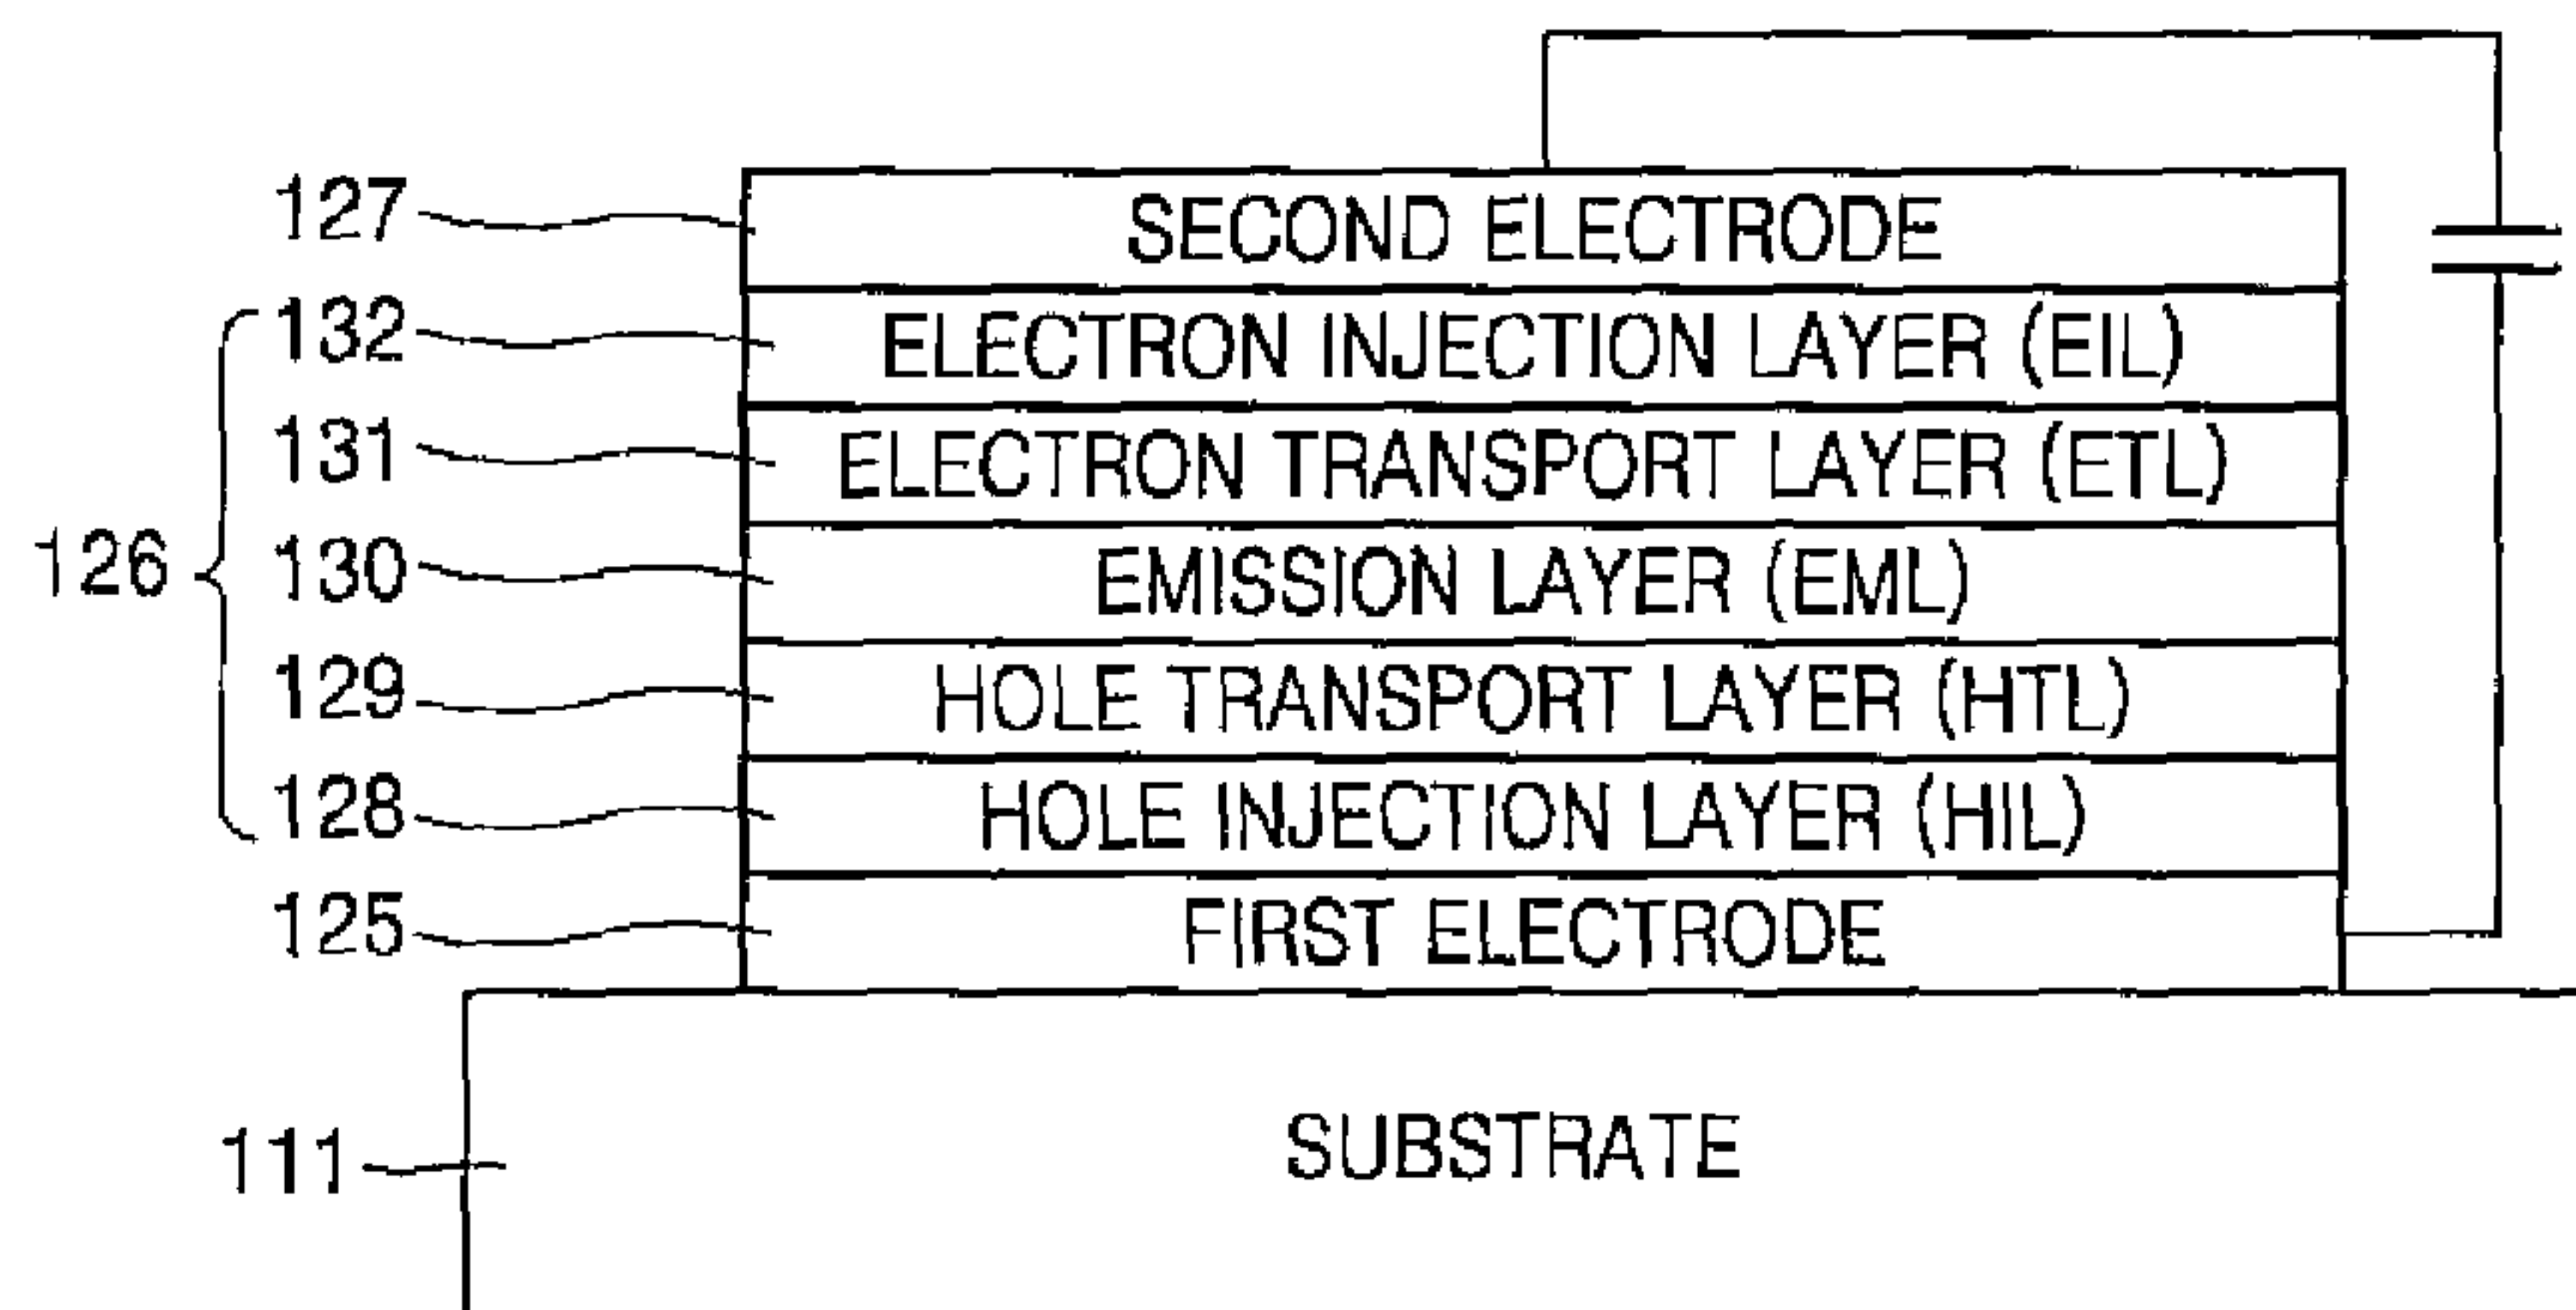 127 SECOND ELECTRODE
132 ELECTRON INJECTION LAYER (EIL)
131 ELECTRON TRANSPORT LAYER (ETL)
126 130 EMISSION LAYER (EML)
129 HOLE TRANSPORT LAYER (HTL)
128 HOLE INJECTION LAYER (HIL)
125 FIRST ELECTRODE
111 SUBSTRATE